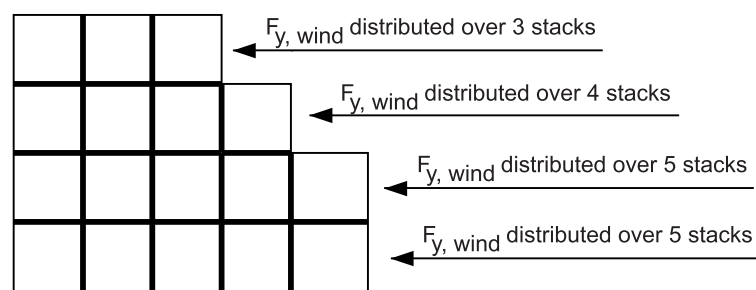 Fy, wind distributed over 3 stacks
Fy, wind distributed over 4 stacks
Fy, wind distributed over 5 stacks
Fy, wind distributed over 5 stacks